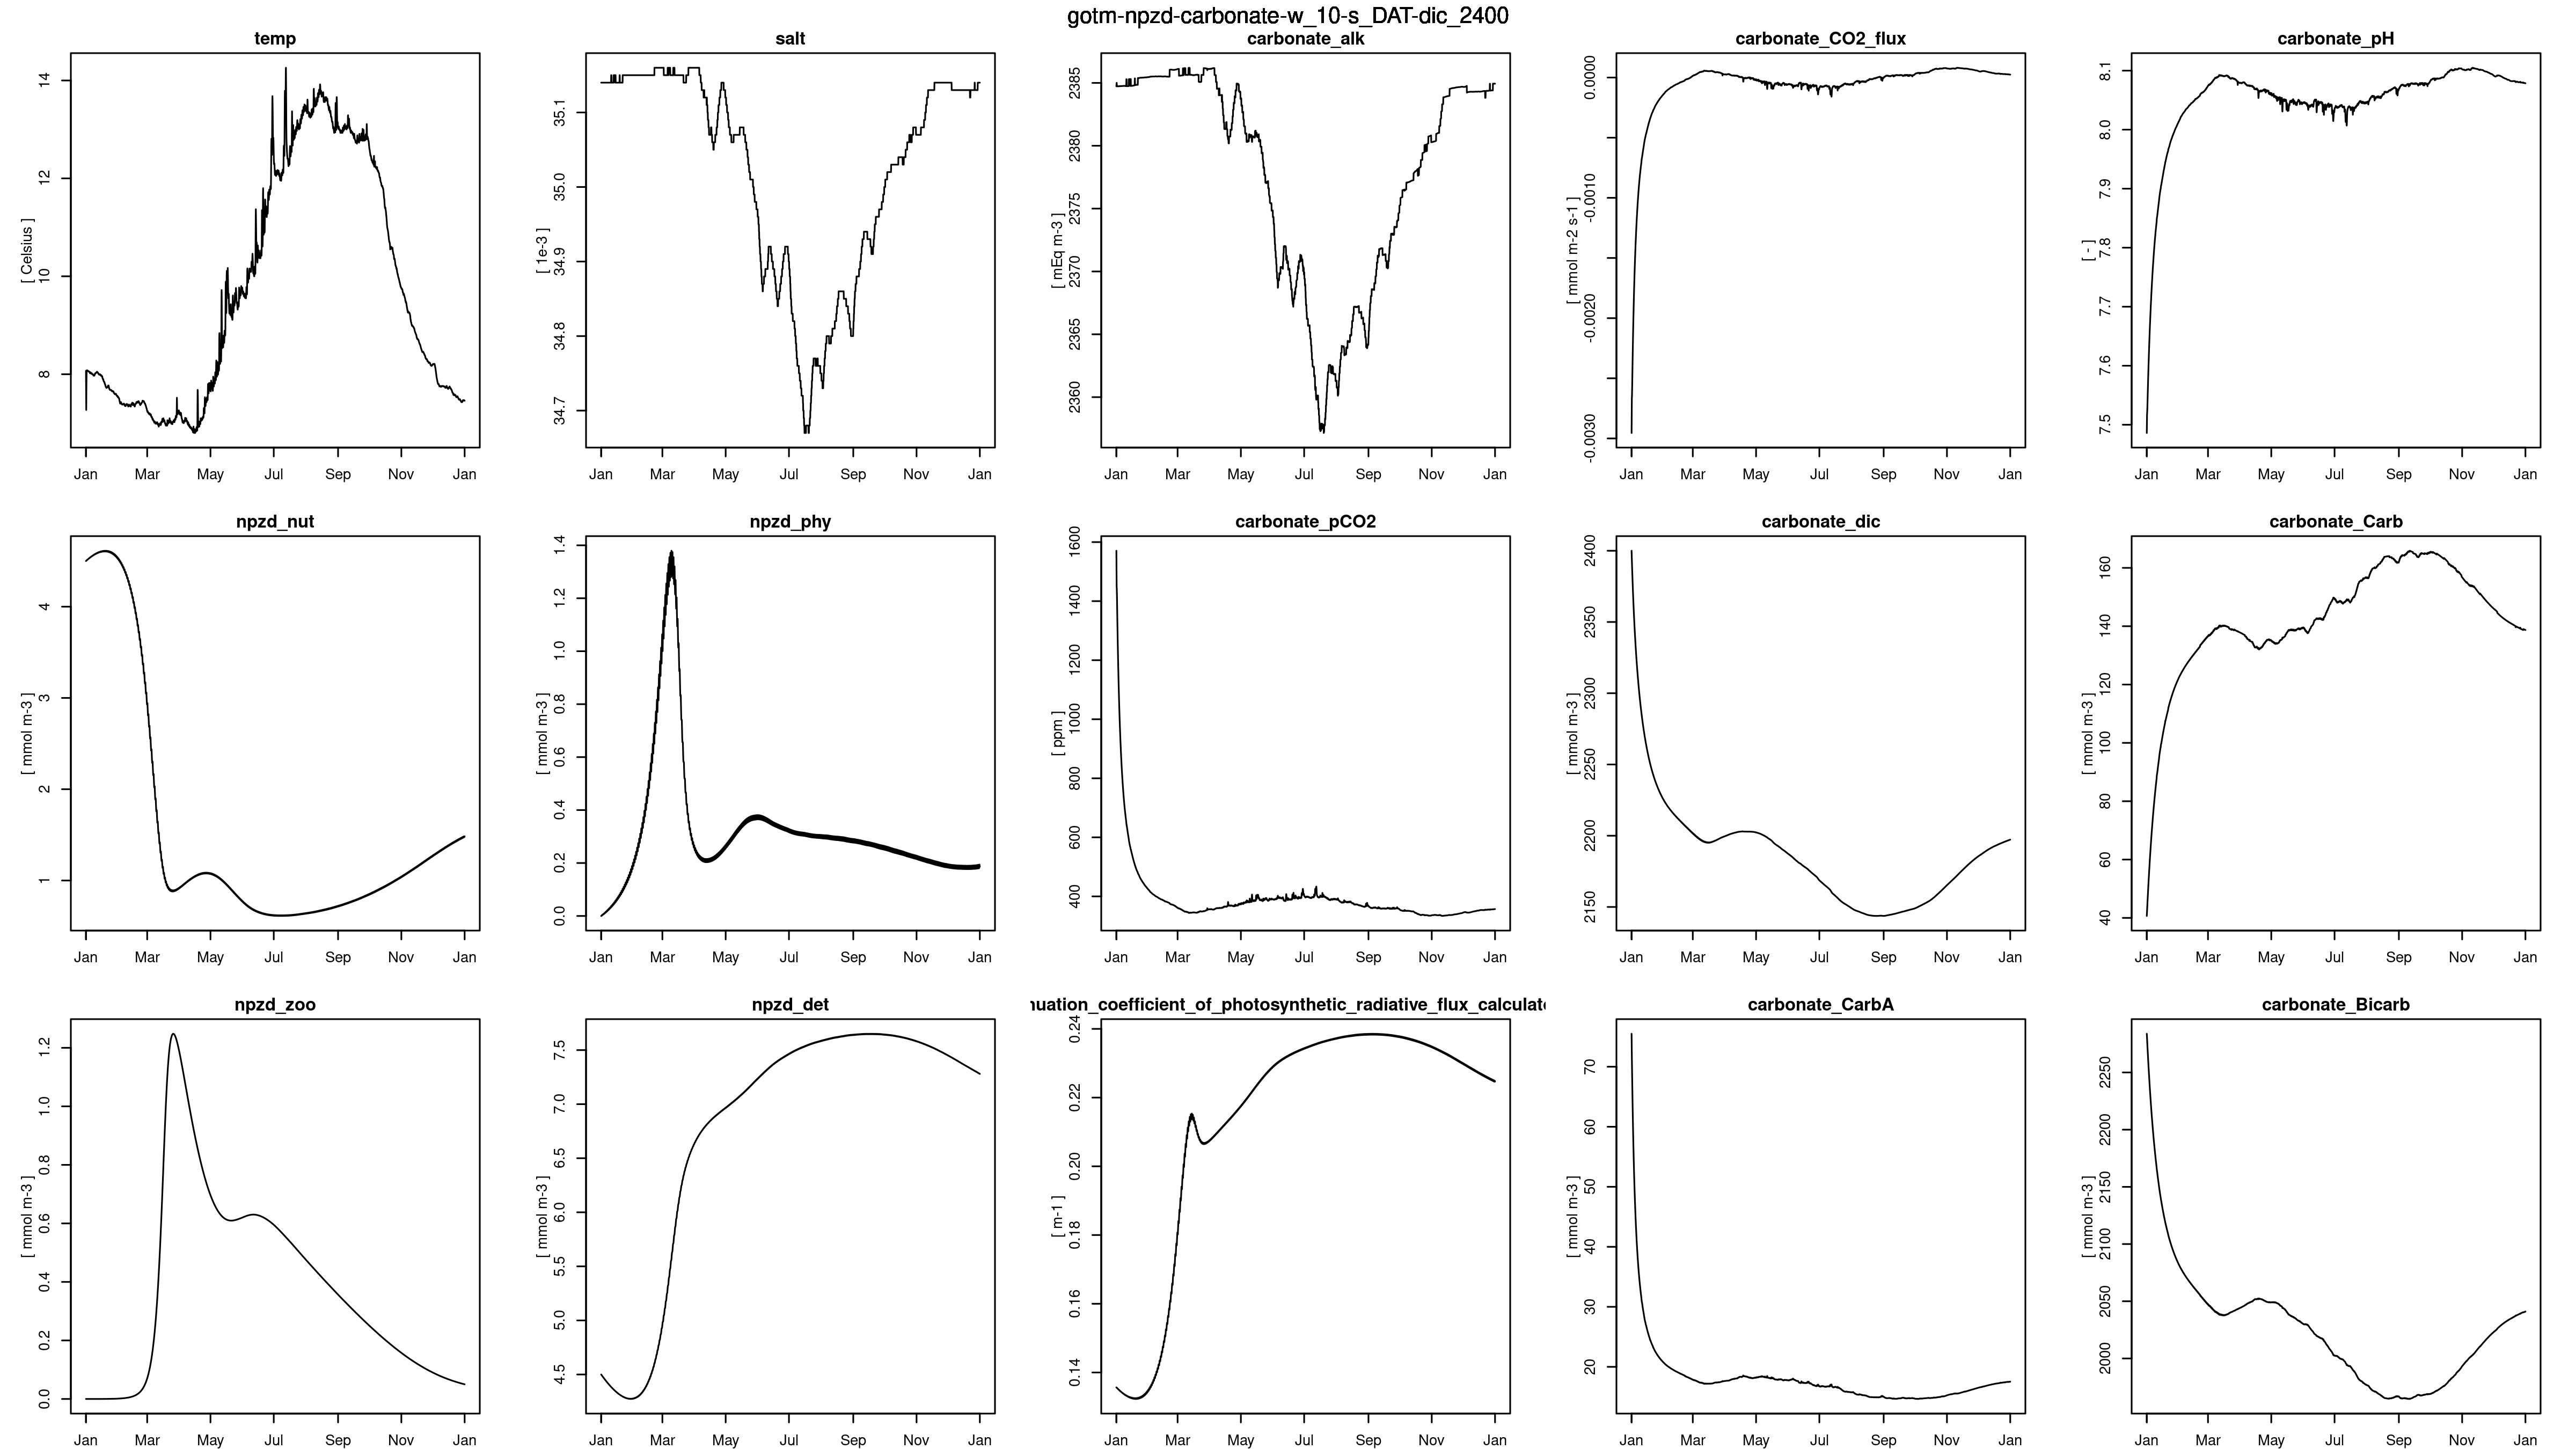 gotm-npzd-carbonate-w_10-s_DAT-dic_2400
temp
[ Celsius ]
8 10 12 14
Jan Mar May Jul Sep Nov Jan
salt
[ 1e-3 ]
34.7 34.8 34.9 35.0 35.1
Jan Mar May Jul Sep Nov Jan
carbonate_alk
[ mEq m-3 ]
2360 2365 2370 2375 2380 2385
Jan Mar May Jul Sep Nov Jan
carbonate_CO2_flux
[ mmol m-2 s-1 ]
-0.0030 -0.0020 -0.0010 0.0000
Jan Mar May Jul Sep Nov Jan
carbonate_pH
[ - ]
7.5 7.6 7.7 7.8 7.9 8.0 8.1
Jan Mar May Jul Sep Nov Jan
npzd_nut
[ mmol m-3 ]
1 2 3 4
Jan Mar May Jul Sep Nov Jan
npzd_phy
[ mmol m-3 ]
0.0 0.2 0.4 0.6 0.8 1.0 1.2 1.4
Jan Mar May Jul Sep Nov Jan
carbonate_pCO2
[ ppm ]
400 600 800 1000 1200 1400 1600
Jan Mar May Jul Sep Nov Jan
carbonate_dic
[ mmol m-3 ]
2150 2200 2250 2300 2350 2400
Jan Mar May Jul Sep Nov Jan
carbonate_Carb
[ mmol m-3 ]
40 60 80 100 120 140 160
Jan Mar May Jul Sep Nov Jan
npzd_zoo
[ mmol m-3 ]
0.0 0.2 0.4 0.6 0.8 1.0 1.2
Jan Mar May Jul Sep Nov Jan
npzd_det
[ mmol m-3 ]
4.5 5.0 5.5 6.0 6.5 7.0 7.5
Jan Mar May Jul Sep Nov Jan
nuation_coefficient_of_photosynthetic_radiative_flux_calculate
[ m-1 ]
0.14 0.16 0.18 0.20 0.22 0.24
Jan Mar May Jul Sep Nov Jan
carbonate_CarbA
[ mmol m-3 ]
20 30 40 50 60 70
Jan Mar May Jul Sep Nov Jan
carbonate_Bicarb
[ mmol m-3 ]
2000 2050 2100 2150 2200 2250
Jan Mar May Jul Sep Nov Jan